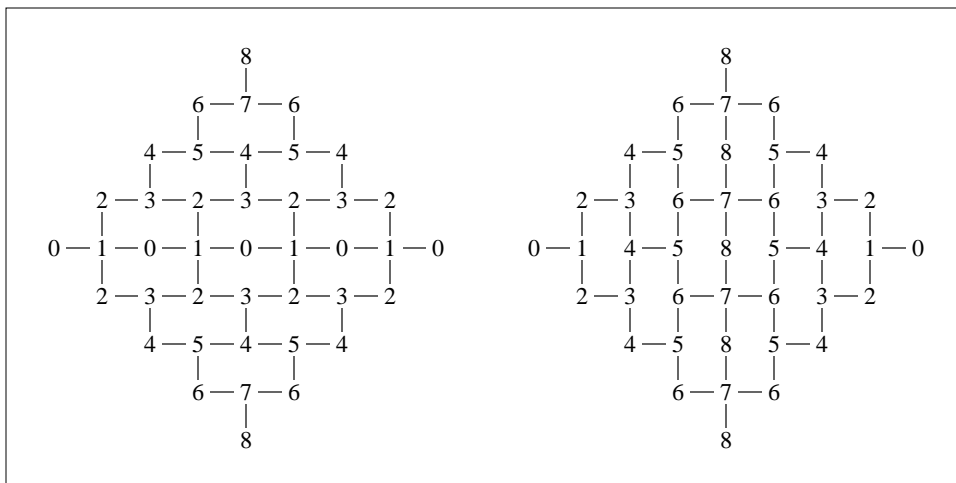 8 8
6 — 7 — 6 6 — 7 — 6
4 — 5 — 4 — 5 — 4 4 — 5 8 5 — 4
2 — 3 — 2 — 3 — 2 — 3 — 2 2 — 3 6 — 7 — 6 3 — 2
0 — 1 — 0 — 1 — 0 — 1 — 0 — 1 — 0 0 — 1 4 — 5 8 5 — 4 1 — 0
2 — 3 — 2 — 3 — 2 — 3 — 2 2 — 3 6 — 7 — 6 3 — 2
4 — 5 — 4 — 5 — 4 4 — 5 8 5 — 4
6 — 7 — 6 6 — 7 — 6
8 8